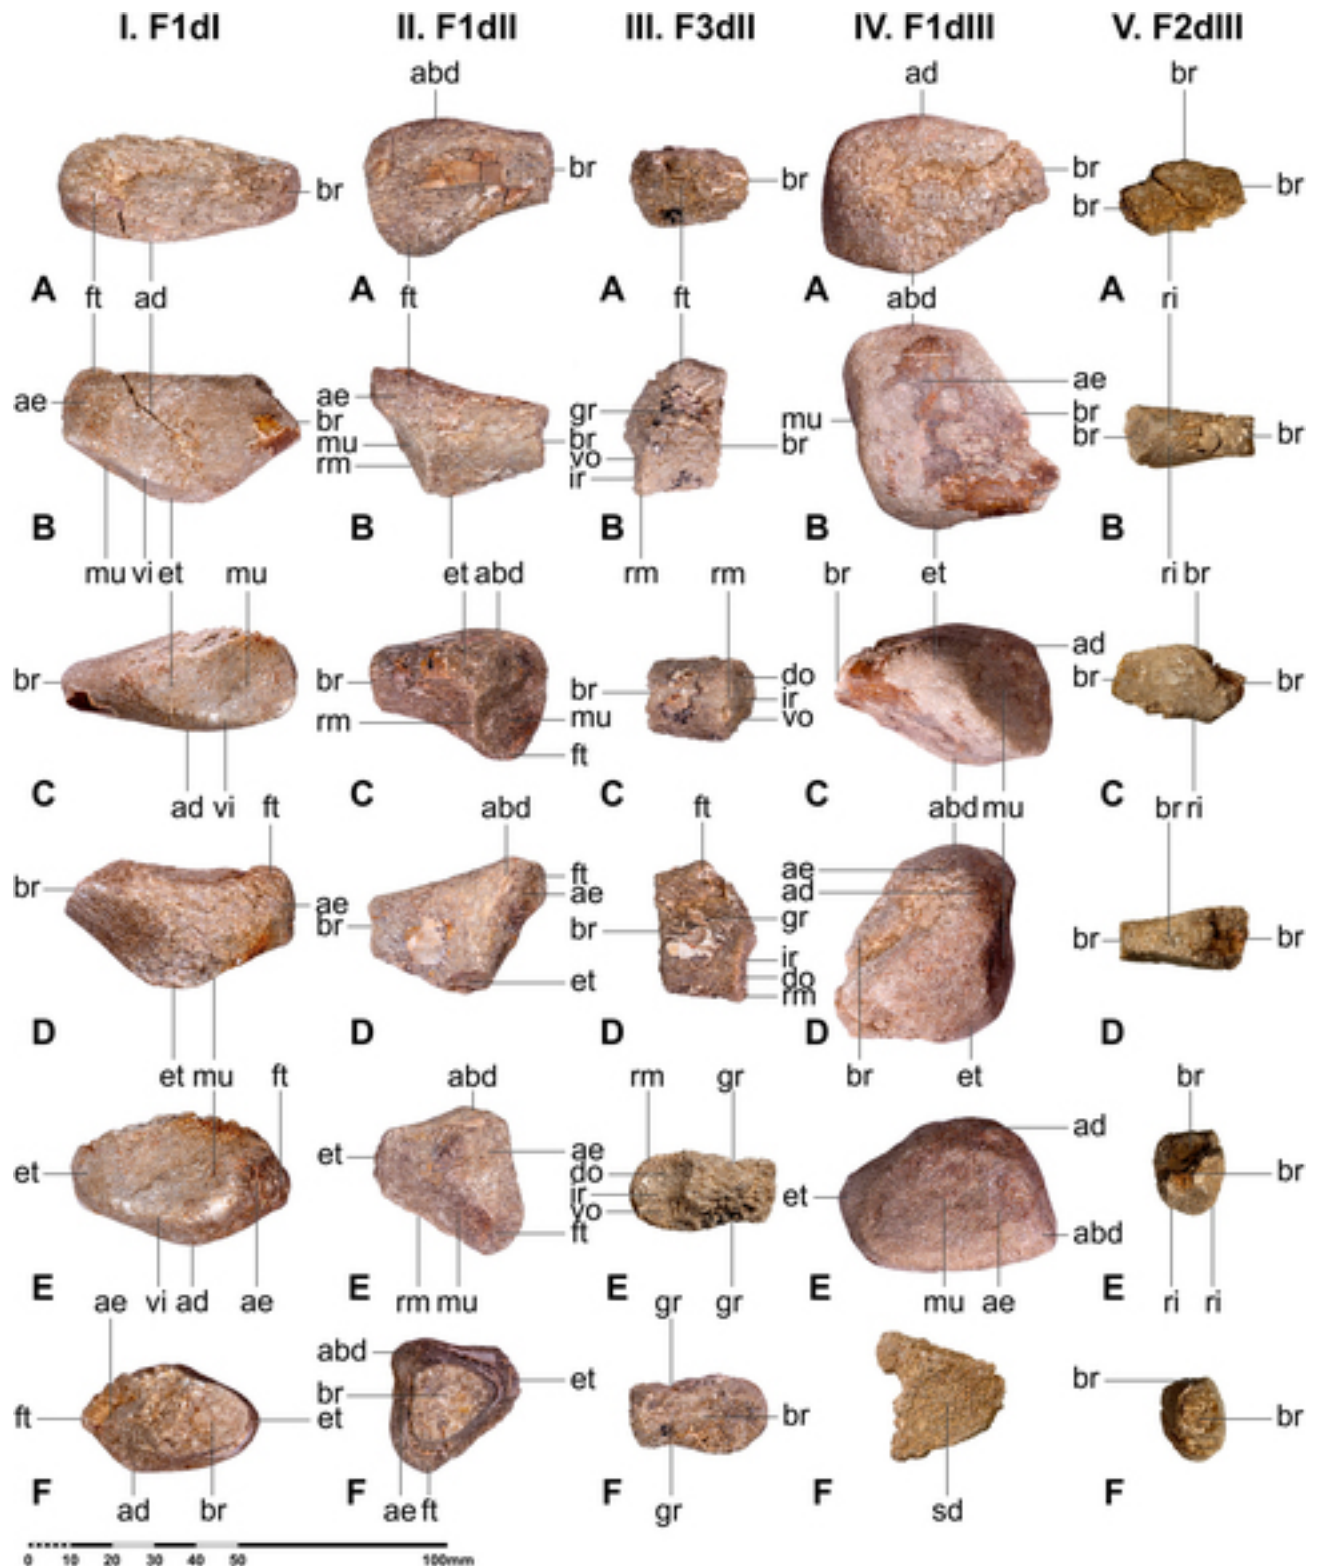 I. F1dI II. F1dII III. F3dII IV. F1dIII V. F2dIII
abd ad br
br br br br br br
A A A A A
ft ad ft ft abd ri
ae ae gr ae
br mu br br
mu br mu br br
rm vo br
ir
B B B B B
mu vi et mu et abd rm rm br et ri br
br br br do ad br br
ir
rm mu vo
ft
C C C C C
ad vi ft abd ft abd mu br ri
br ft ae
ae ae ad
br br gr br br
ir
et do
rm
D D D D D
et mu ft abd rm gr br et br
et et ae do et ad br
ir
vo abd
ft
E E E E E
ae vi ad ae rm mu gr gr mu ae ri ri
abd br
ft et br et br br
F F F F F
ad br ae ft gr sd
0 10 20 30 40 50 100mm